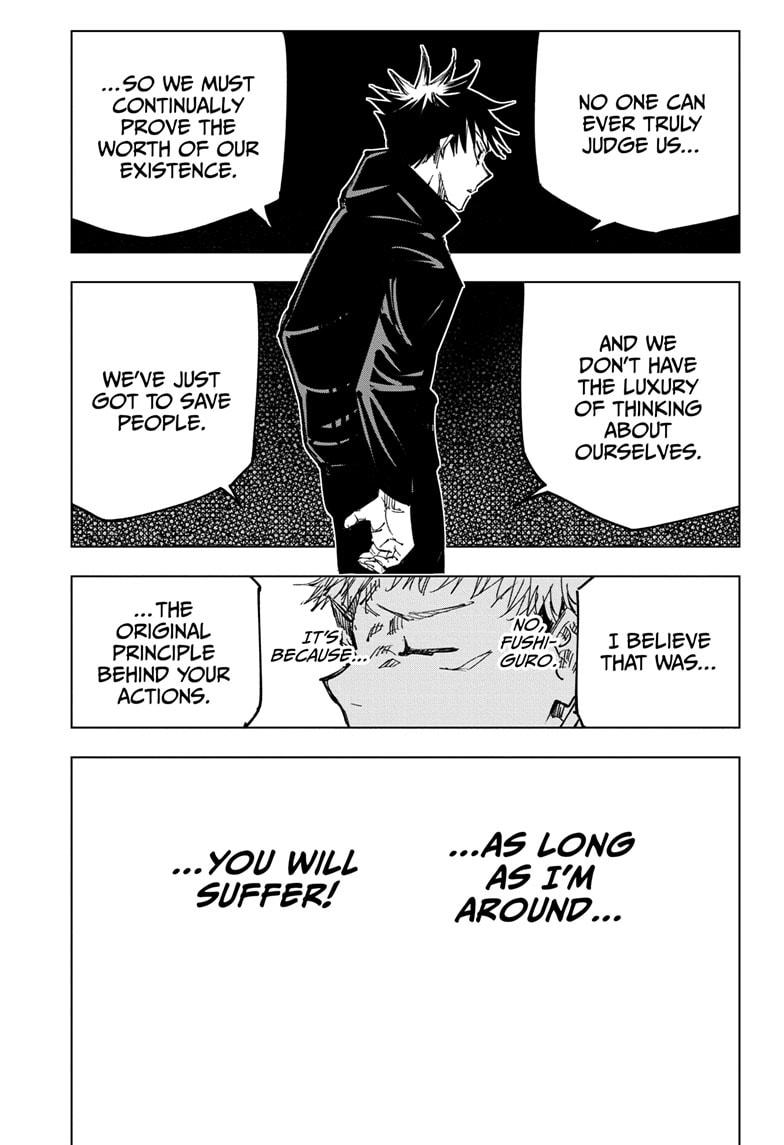 NO ONE CAN
EVER TRULY
JUDGE US...
...SO WE MUST
CONTINUALLY
PROVE THE
WORTH OF OUR
EXISTENCE.
AND WE
DON'T HAVE
THE LUXURY
OF THINKING
ABOUT
OURSELVES.
WE'VE JUST
GOT TO SAVE
PEOPLE.
I BELIEVE
THAT WAS...
NO,
FUSHI-
GURO.
IT'S
BECAUSE...
...THE
ORIGINAL
PRINCIPLE
BEHIND YOUR
ACTIONS.
...AS LONG
AS I'M
AROUND...
...YOU WILL
SUFFER!